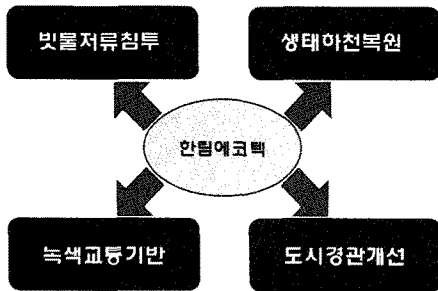 빗물저류침투
생태하천복원
한림에코텍
녹색교통기반
도시경관개선